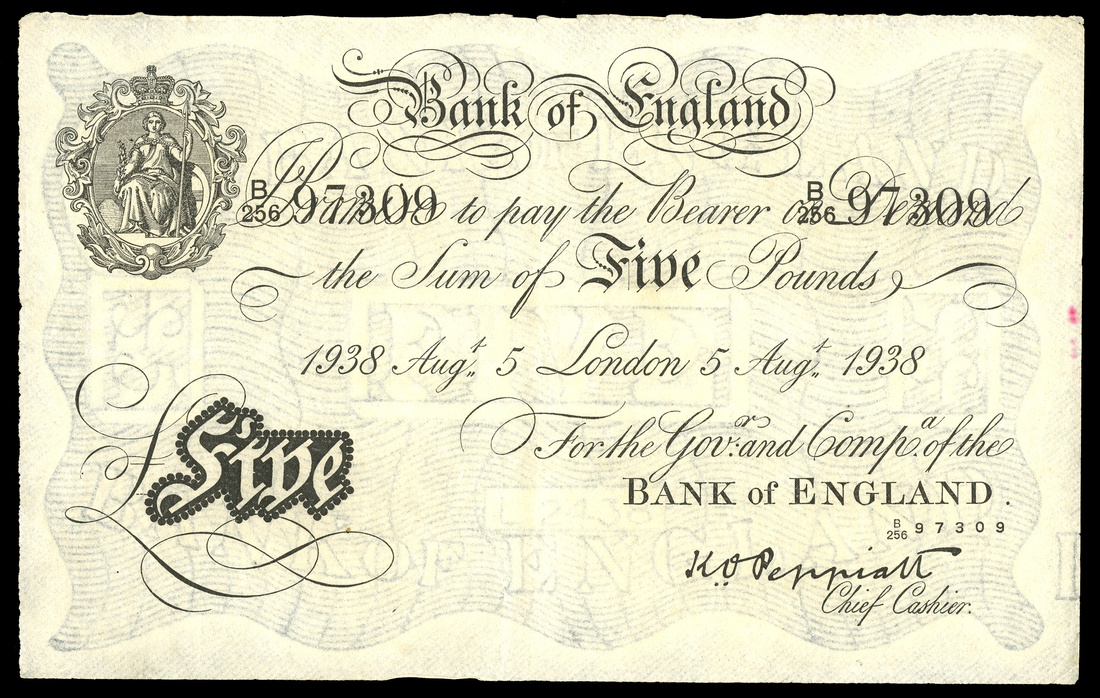 Bank of England
B
256 97309
B
256 97309
I Promise to pay the Bearer on Demand
the Sum of Five Pounds
1938 Augt. 5 London 5 Augt. 1938
For the Govr. and Compa. of the
BANK of ENGLAND.
B
256 97309
£Five
K O Peppiatt
Chief Cashier.